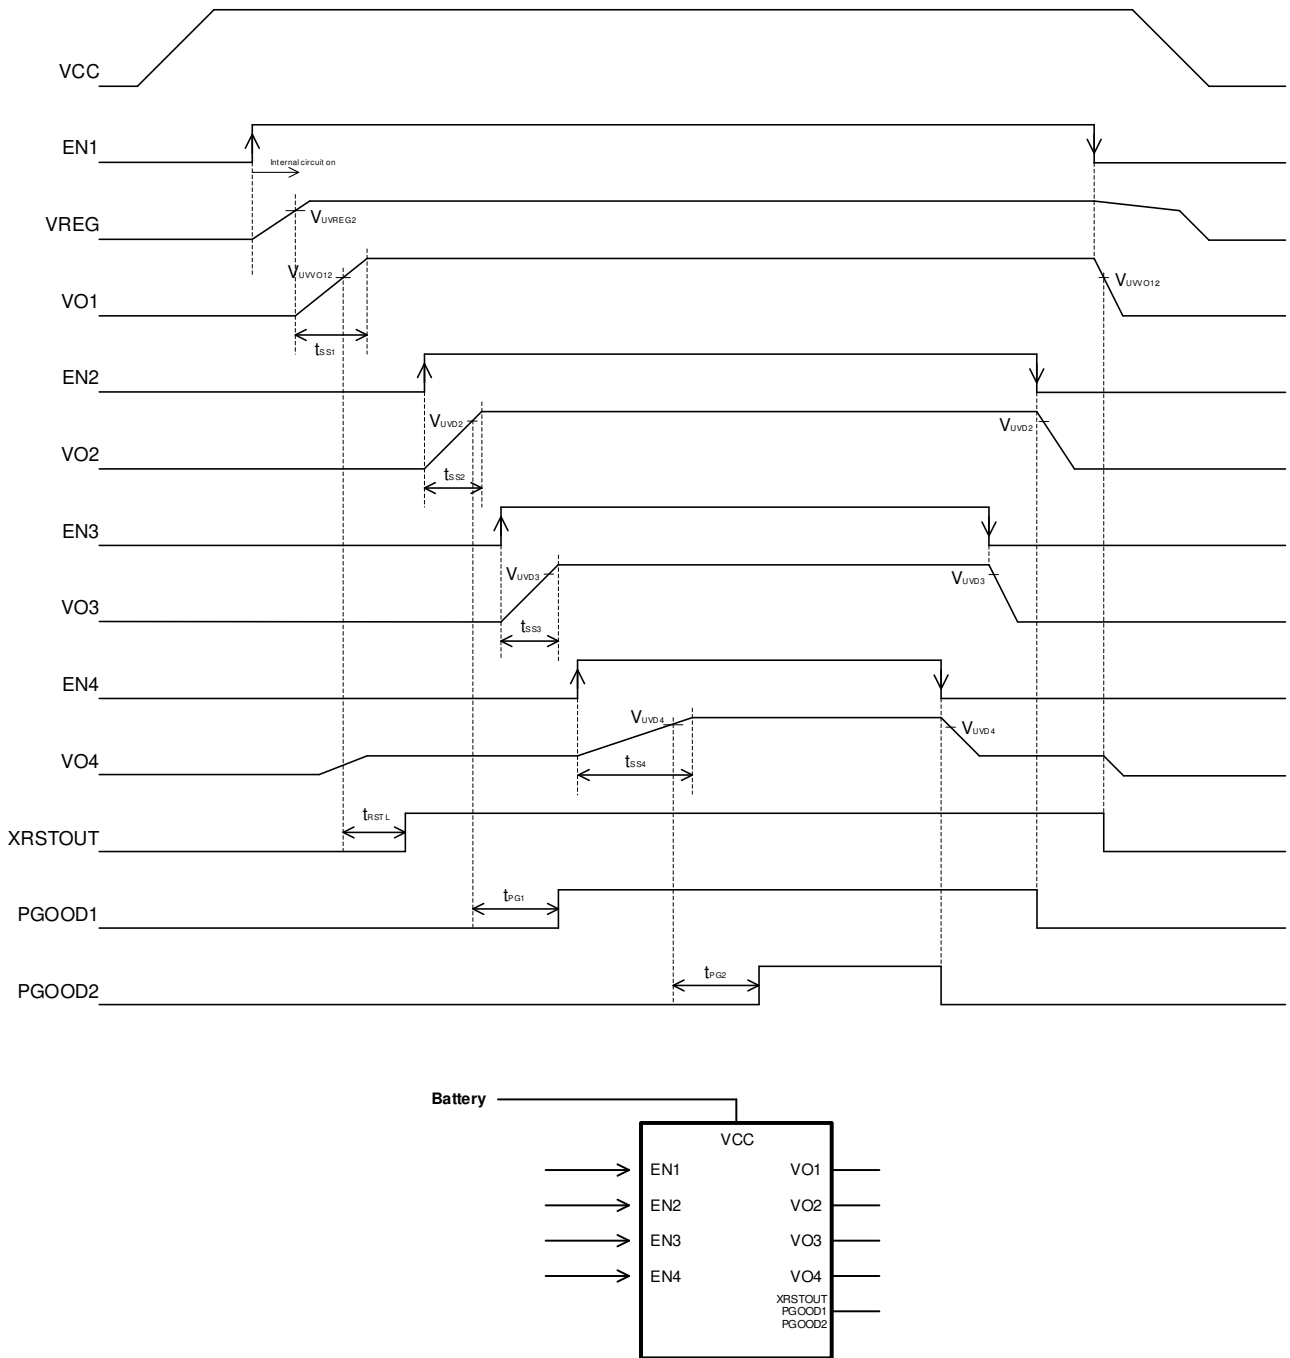 VCC
EN1
Internal circuit on
VREG
VUVREG2
VO1
VUVVO12
VUVVO12
tSS1
EN2
VO2
VUVD2
VUVD2
tSS2
EN3
VO3
VUVD3
VUVD3
tSS3
EN4
VO4
VUVD4
VUVD4
tSS4
XRSTOUT
tRSTL
PGOOD1
tPG1
PGOOD2
tPG2
Battery
VCC
EN1 VO1
EN2 VO2
EN3 VO3
EN4 VO4
XRSTOUT
PGOOD1
PGOOD2